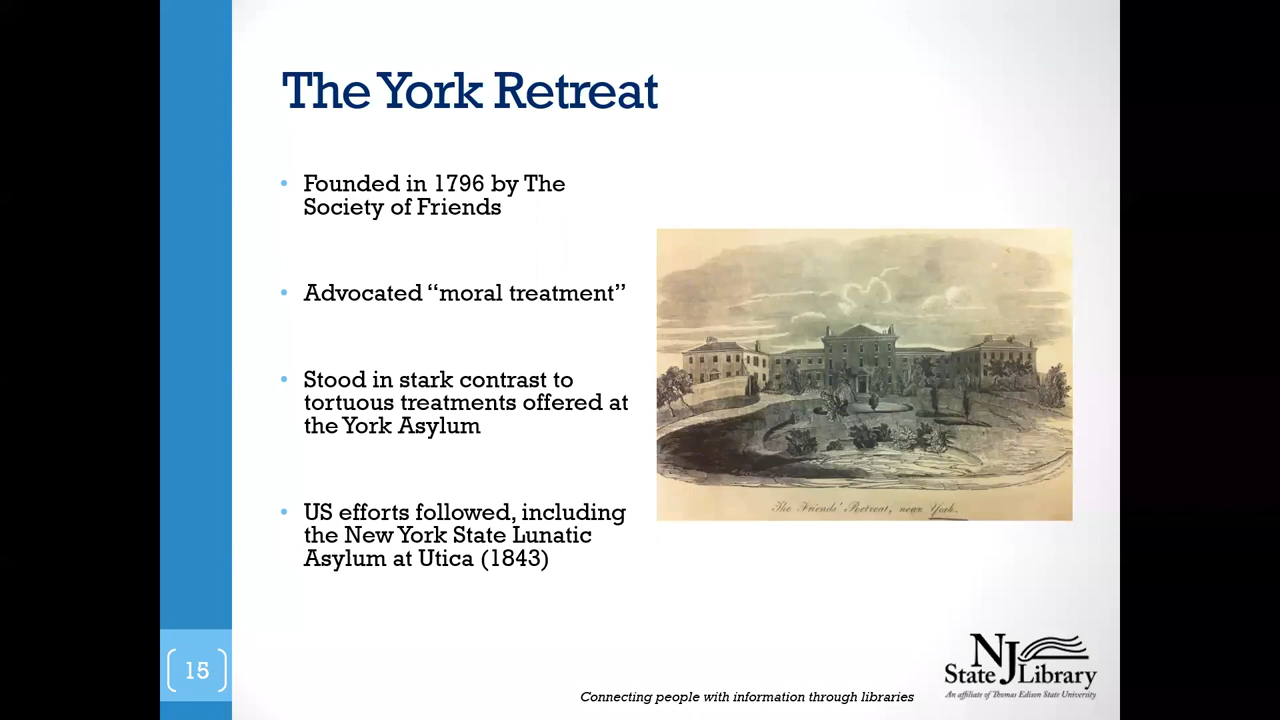 The York Retreat
• Founded in 1796 by The
Society of Friends
• Advocated “moral treatment”
• Stood in stark contrast to
tortuous treatments offered at
the York Asylum
• US efforts followed, including
the New York State Lunatic
Asylum at Utica (1843)
The Friends' Retreat, near York.
15
Connecting people with information through libraries
NJ
State Library
An affiliate of Thomas Edison State University